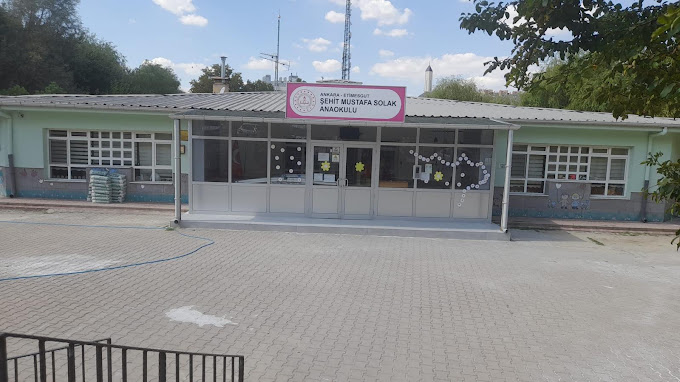 ANKARA - ETİMESGUT
ŞEHİT MUSTAFA SOLAK
ANAOKULU